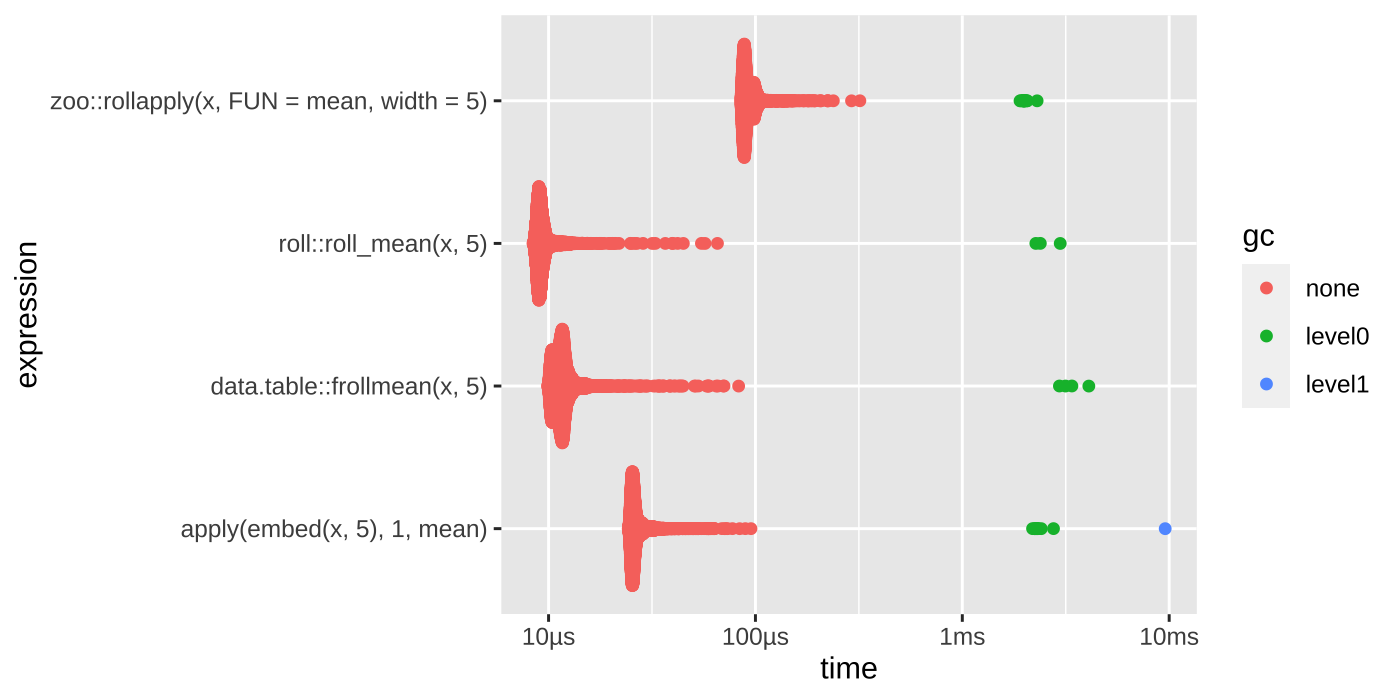 zoo::rollapply(x, FUN = mean, width = 5)
roll::roll_mean(x, 5)
data.table::frollmean(x, 5)
apply(embed(x, 5), 1, mean)
expression
10µs
100µs
1ms
10ms
time
gc
none
level0
level1